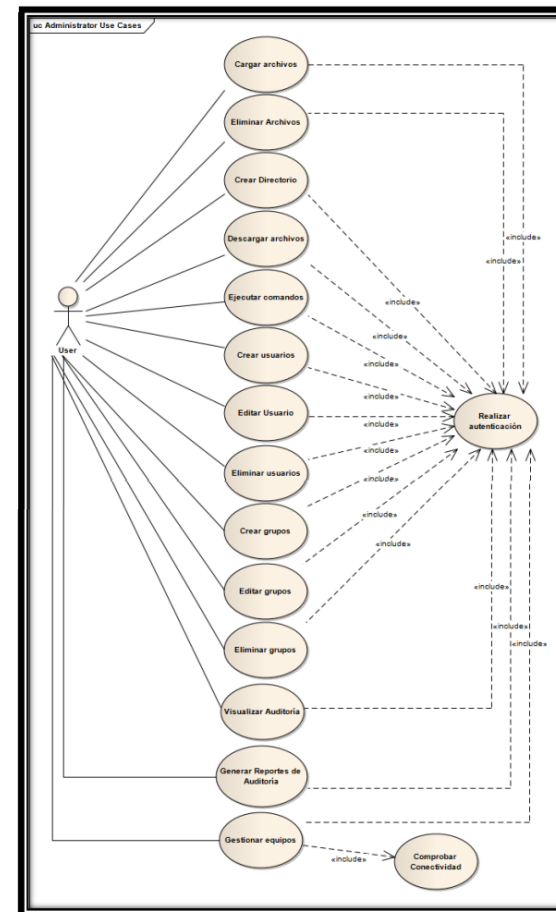 uc Administrator Use Cases
Cargar archivos
Eliminar Archivos
Crear Directorio
Descargar archivos
«include»
«include»
Ejecutar comandos
«include»
User
«include»
Crear usuarios
«include»
«include»
Editar Usuario
«include»
Realizar
autenticación
Eliminar usuarios
«include»
Crear grupos
«include»
«include»
Editar grupos
«include»
«include»
Eliminar grupos
«include»
«include»
«include»
Visualizar Auditoría
Generar Reportes de
Auditoría
Gestionar equipos
«include»
Comprobar
Conectividad